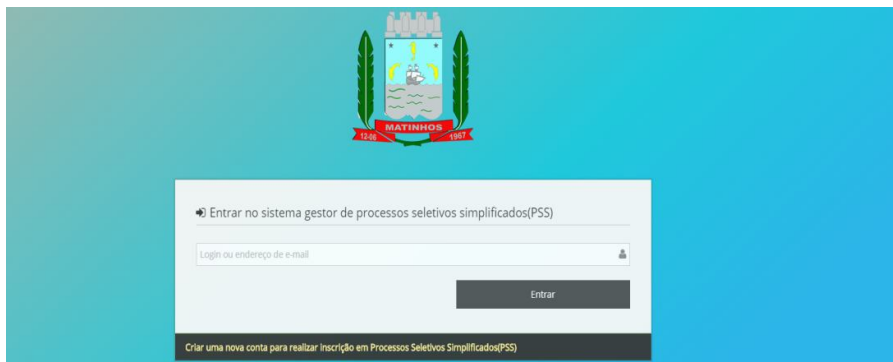 MATINHOS
12-06 1967
Entrar no sistema gestor de processos seletivos simplificados(PSS)
Login ou endereço de e-mail
Entrar
Criar uma nova conta para realizar inscrição em Processos Seletivos Simplificados(PSS)